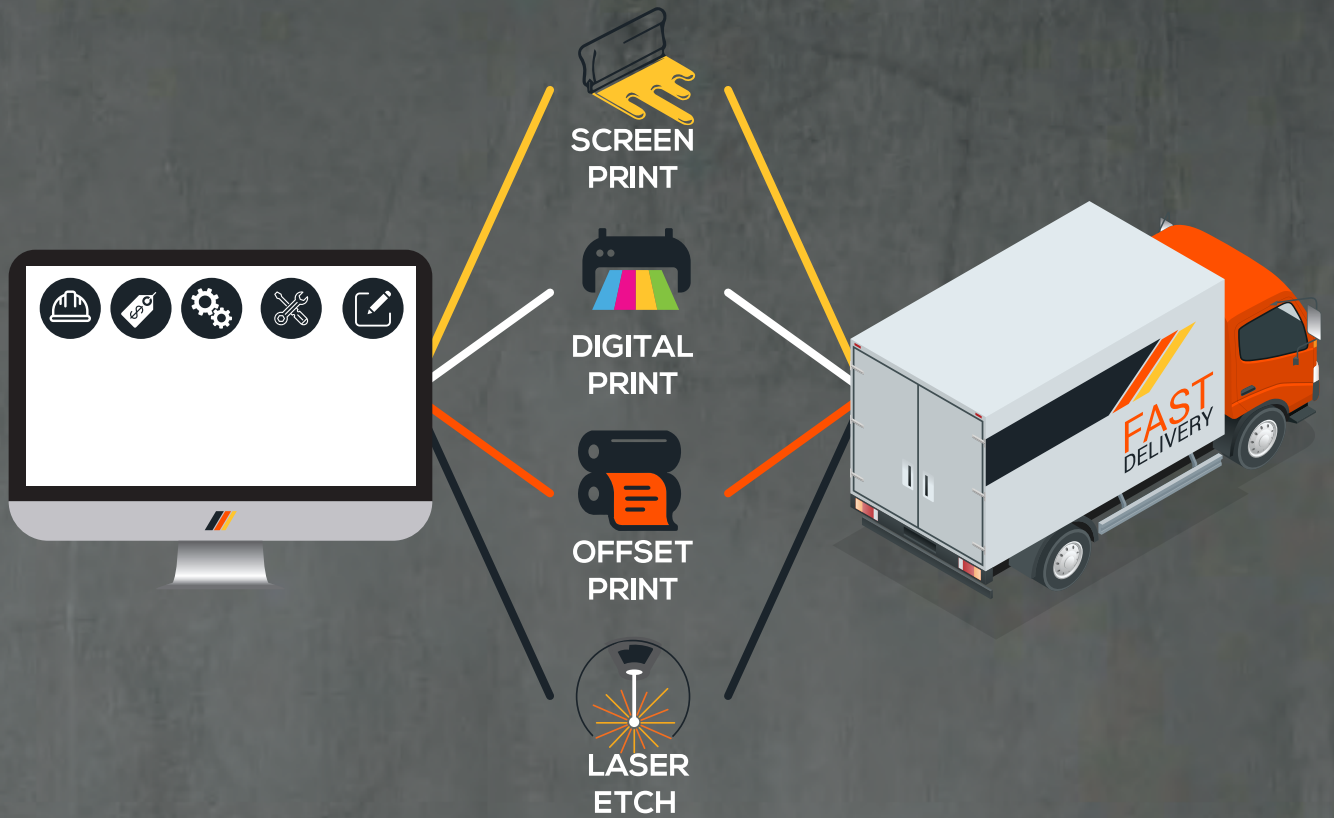 SCREEN
PRINT
DIGITAL
PRINT
OFFSET
PRINT
LASER
ETCH
FAST
DELIVERY